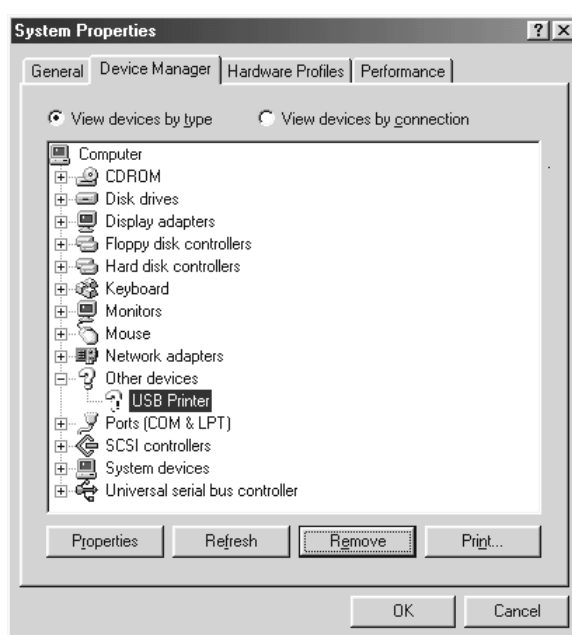 System Properties
General Device Manager Hardware Profiles Performance
View devices by type View devices by connection
Computer
CDROM
Disk drives
Display adapters
Floppy disk controllers
Hard disk controllers
Keyboard
Monitors
Mouse
Network adapters
Other devices
USB Printer
Ports (COM & LPT)
SCSI controllers
System devices
Universal serial bus controller
Properties Refresh Remove Print...
OK Cancel